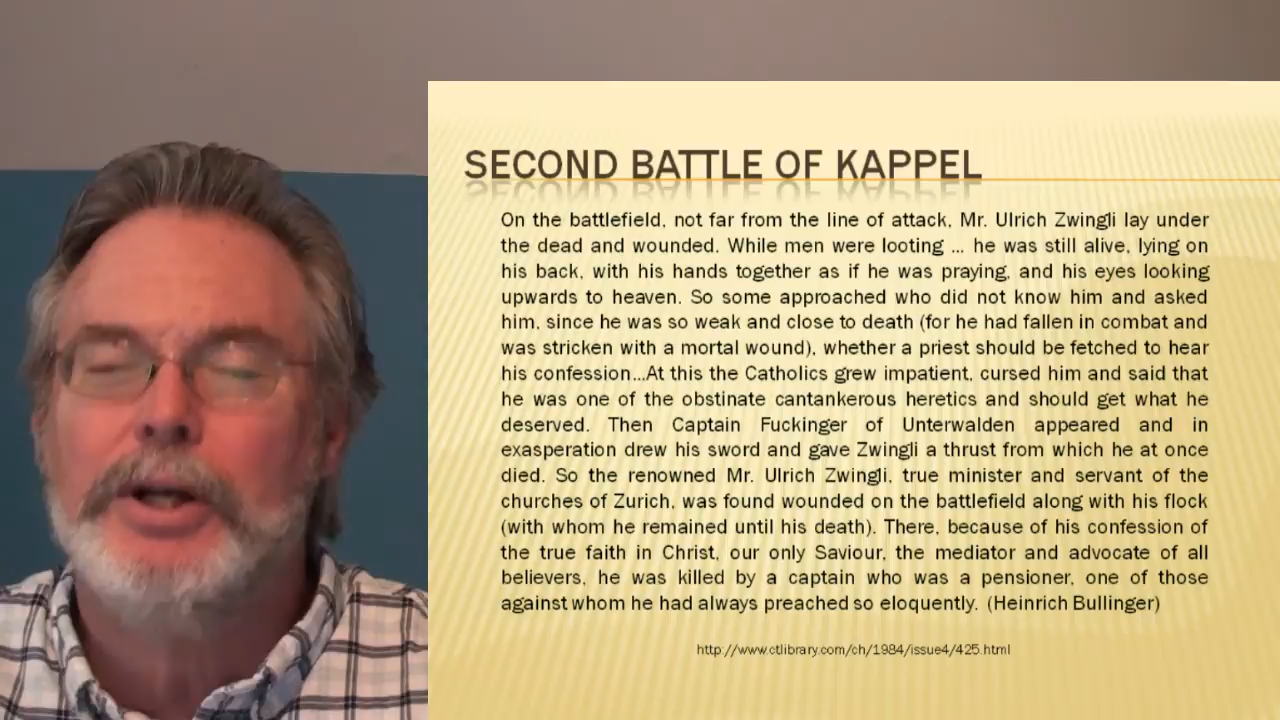 SECOND BATTLE OF KAPPEL
On the battlefield, not far from the line of attack, Mr. Ulrich Zwingli lay under
the dead and wounded. While men were looting ... he was still alive, lying on
his back, with his hands together as if he was praying, and his eyes looking
upwards to heaven. So some approached who did not know him and asked
him, since he was so weak and close to death (for he had fallen in combat and
was stricken with a mortal wound), whether a priest should be fetched to hear
his confession...At this the Catholics grew impatient, cursed him and said that
he was one of the obstinate cantankerous heretics and should get what he
deserved. Then Captain Fuckinger of Unterwalden appeared and in
exasperation drew his sword and gave Zwingli a thrust from which he at once
died. So the renowned Mr. Ulrich Zwingli, true minister and servant of the
churches of Zurich, was found wounded on the battlefield along with his flock
(with whom he remained until his death). There, because of his confession of
the true faith in Christ, our only Saviour, the mediator and advocate of all
believers, he was killed by a captain who was a pensioner, one of those
against whom he had always preached so eloquently. (Heinrich Bullinger)
http://www.ctlibrary.com/ch/1984/issue4/425.html